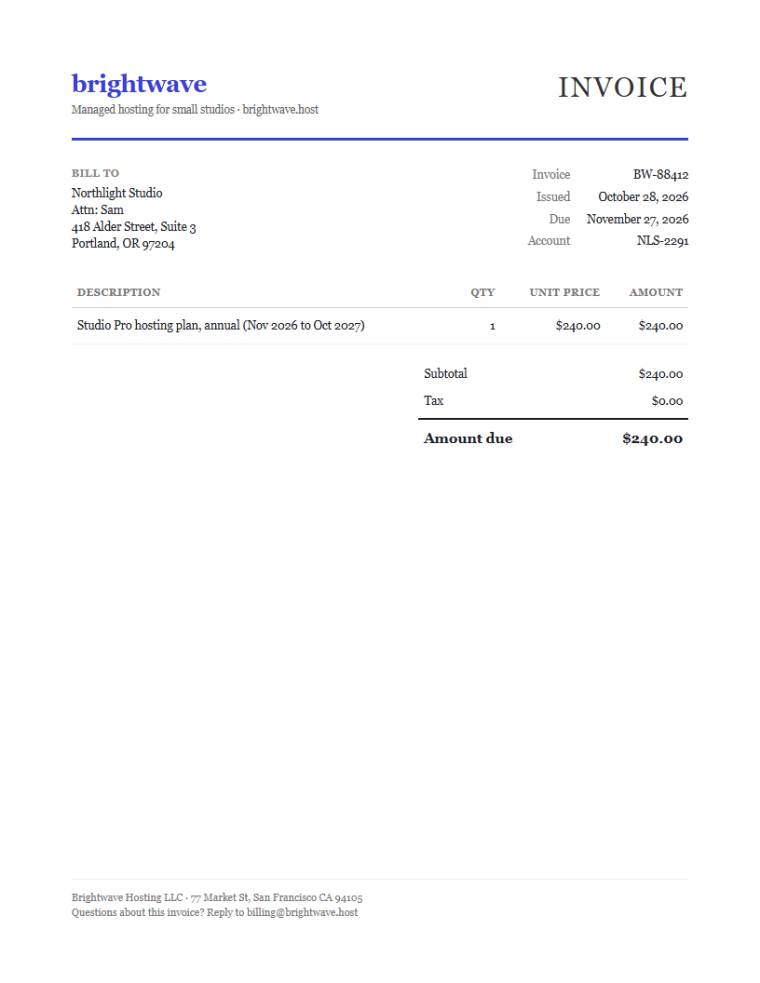 brightwave
INVOICE
Managed hosting for small studios · brightwave.host
BILL TO
Northlight Studio
Attn: Sam
418 Alder Street, Suite 3
Portland, OR 97204
Invoice BW-88412
Issued October 28, 2026
Due November 27, 2026
Account NLS-2291
DESCRIPTION QTY UNIT PRICE AMOUNT
Studio Pro hosting plan, annual (Nov 2026 to Oct 2027) 1 $240.00 $240.00
Subtotal $240.00
Tax $0.00
Amount due $240.00
Brightwave Hosting LLC · 77 Market St, San Francisco CA 94105
Questions about this invoice? Reply to billing@brightwave.host